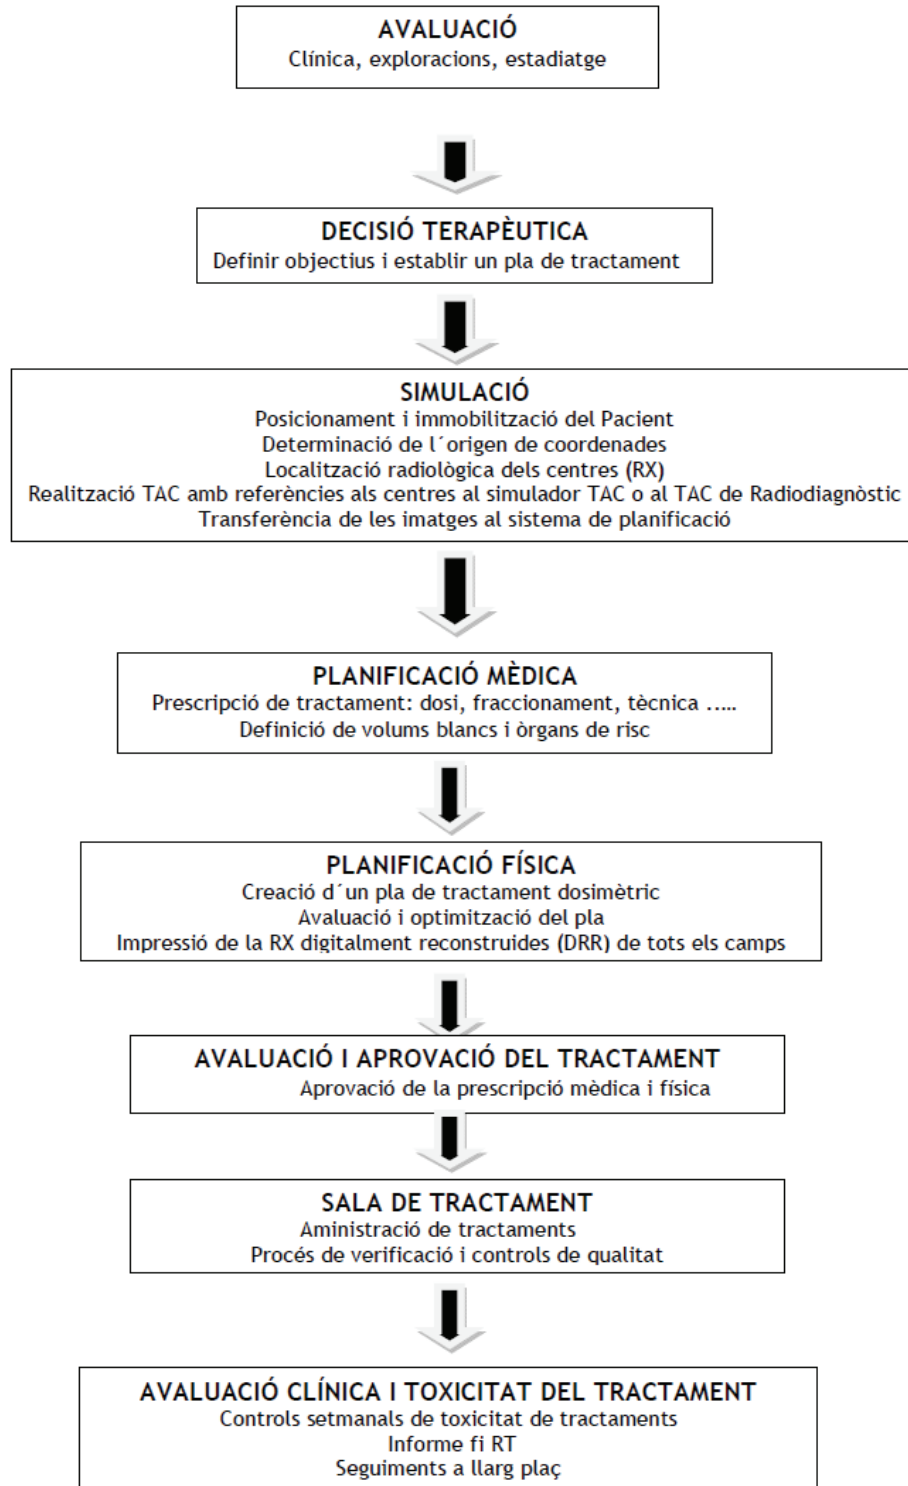 AVALUACIÓ
Clínica, exploracions, estadiatge
DECISIÓ TERAPÈUTICA
Definir objectius i establir un pla de tractament
SIMULACIÓ
Posicionament i immobilització del Pacient
Determinació de l´origen de coordenades
Localització radiològica dels centres (RX)
Realització TAC amb referències als centres al simulador TAC o al TAC de Radiodiagnòstic
Transferència de les imatges al sistema de planificació
PLANIFICACIÓ MÈDICA
Prescripció de tractament: dosi, fraccionament, tècnica .....
Definició de volums blancs i òrgans de risc
PLANIFICACIÓ FÍSICA
Creació d´un pla de tractament dosimètric
Avaluació i optimització del pla
Impressió de la RX digitalment reconstruides (DRR) de tots els camps
AVALUACIÓ I APROVACIÓ DEL TRACTAMENT
Aprovació de la prescripció mèdica i física
SALA DE TRACTAMENT
Aministració de tractaments
Procés de verificació i controls de qualitat
AVALUACIÓ CLÍNICA I TOXICITAT DEL TRACTAMENT
Controls setmanals de toxicitat de tractaments
Informe fi RT
Seguiments a llarg plaç